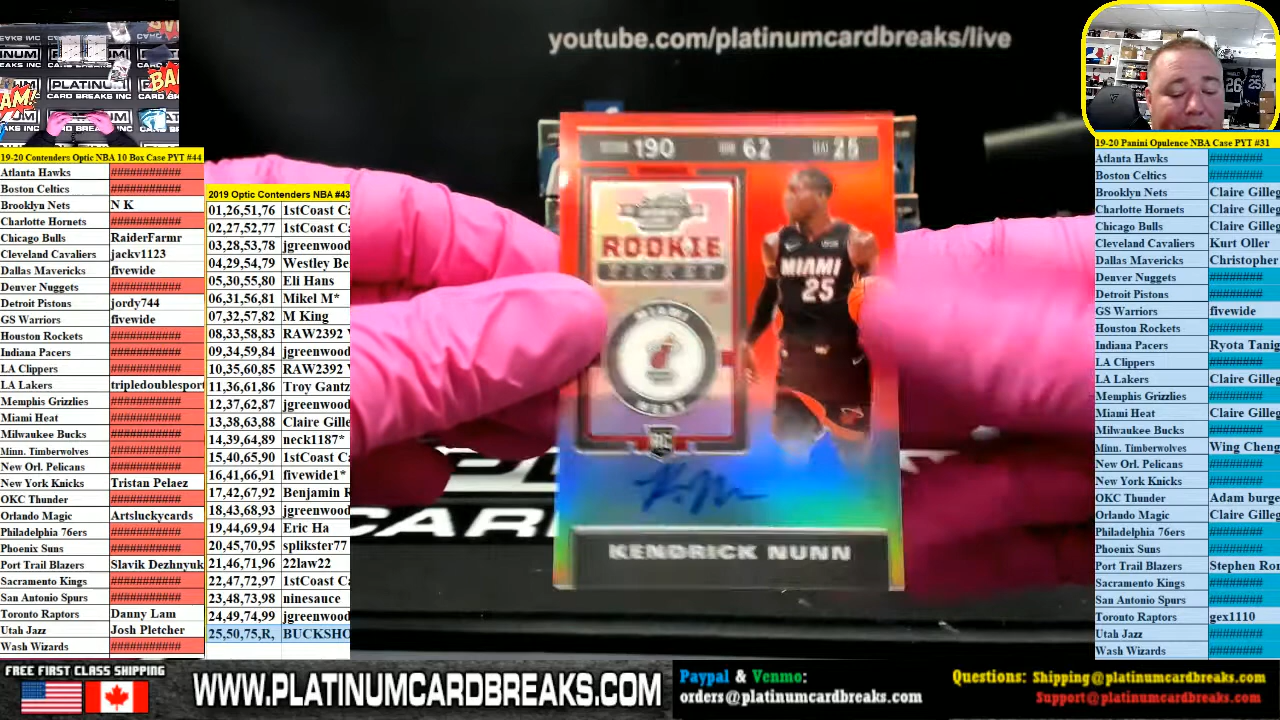 youtube.com/platinumcardbreaks/live
PLATINUM
CARD BREAKS INC
BAM!
19-20 Contenders Optic NBA 10 Box Case PYT #44
Atlanta Hawks ###########
Boston Celtics ###########
Brooklyn Nets N K
Charlotte Hornets ###########
Chicago Bulls RaiderFarmr
Cleveland Cavaliers jackv1123
Dallas Mavericks fivewide
Denver Nuggets ###########
Detroit Pistons jordy744
GS Warriors fivewide
Houston Rockets ###########
Indiana Pacers ###########
LA Clippers ###########
LA Lakers tripledoublesport
Memphis Grizzlies ###########
Miami Heat ###########
Milwaukee Bucks ###########
Minn. Timberwolves ###########
New Orl. Pelicans ###########
New York Knicks Tristan Pelaez
OKC Thunder ###########
Orlando Magic Artsluckycards
Philadelphia 76ers ###########
Phoenix Suns ###########
Port Trail Blazers Slavik Dezhnyuk
Sacramento Kings ###########
San Antonio Spurs ###########
Toronto Raptors Danny Lam
Utah Jazz Josh Pletcher
Wash Wizards ###########
2019 Optic Contenders NBA #43
01,26,51,76 1stCoast Ca
02,27,52,77 1stCoast Ca
03,28,53,78 jgreenwood
04,29,54,79 Westley Be
05,30,55,80 Eli Hans
06,31,56,81 Mikel M*
07,32,57,82 M King
08,33,58,83 RAW2392
09,34,59,84 jgreenwood
10,35,60,85 RAW2392
11,36,61,86 Troy Gantz
12,37,62,87 jgreenwood
13,38,63,88 Claire Gille
14,39,64,89 neck1187*
15,40,65,90 1stCoast Ca
16,41,66,91 fivewide1*
17,42,67,92 Benjamin R
18,43,68,93 jgreenwood
19,44,69,94 Eric Ha
20,45,70,95 splikster77
21,46,71,96 22law22
22,47,72,97 1stCoast Ca
23,48,73,98 ninesauce
24,49,74,99 jgreenwood
25,50,75,R, BUCKSHO
190 62 25
ROOKIE
TICKET
MIAMI
HEAT
RC
MIAMI
25
KENDRICK NUNN
CAR
19-20 Panini Opulence NBA Case PYT #31
Atlanta Hawks ########
Boston Celtics ########
Brooklyn Nets Claire Gilleg
Charlotte Hornets Claire Gilleg
Chicago Bulls Claire Gilleg
Cleveland Cavaliers Kurt Oller
Dallas Mavericks Christopher
Denver Nuggets ########
Detroit Pistons ########
GS Warriors fivewide
Houston Rockets ########
Indiana Pacers Ryota Tanig
LA Clippers ########
LA Lakers Claire Gilleg
Memphis Grizzlies ########
Miami Heat Claire Gilleg
Milwaukee Bucks ########
Minn. Timberwolves Wing Cheng
New Orl. Pelicans ########
New York Knicks ########
OKC Thunder Adam burge
Orlando Magic Claire Gilleg
Philadelphia 76ers ########
Phoenix Suns ########
Port Trail Blazers Stephen Ron
Sacramento Kings ########
San Antonio Spurs ########
Toronto Raptors gex1110
Utah Jazz ########
Wash Wizards ########
FREE FIRST CLASS SHIPPING
WWW.PLATINUMCARDBREAKS.COM
Paypal & Venmo:
orders@platinumcardbreaks.com
Questions: Shipping@platinumcardbreaks.com
Support@platinumcardbreaks.com